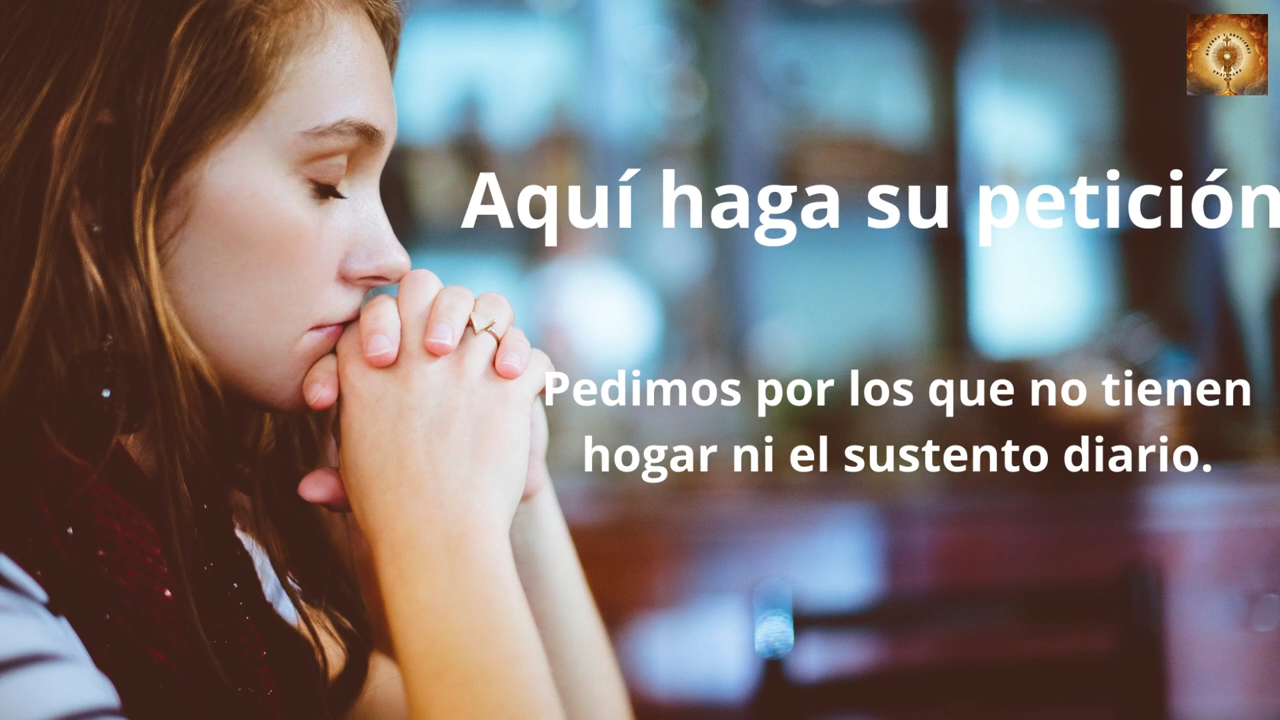 Aquí haga su petición
Pedimos por los que no tienen
hogar ni el sustento diario.